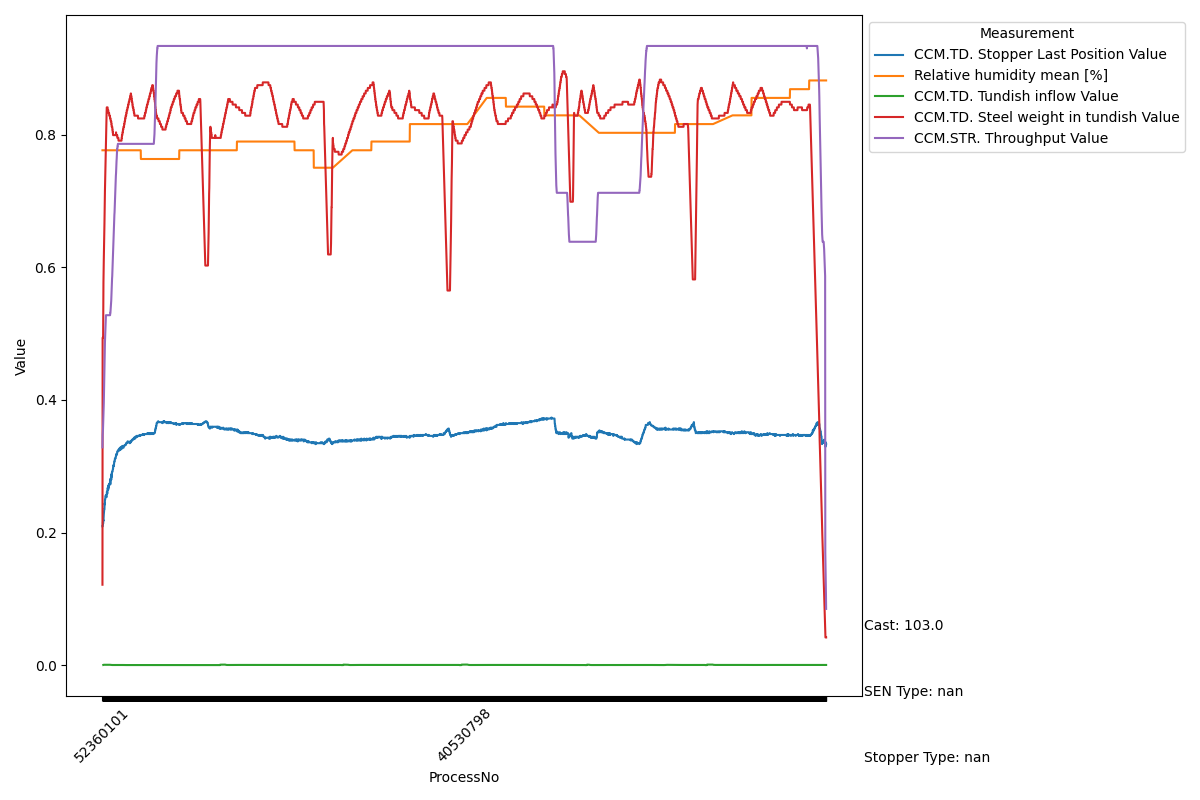 Measurement
CCM.TD. Stopper Last Position Value
Relative humidity mean [%]
CCM.TD. Tundish inflow Value
CCM.TD. Steel weight in tundish Value
CCM.STR. Throughput Value
Value
0.8
0.6
0.4
0.2
0.0
52360101
40530798
ProcessNo
Cast: 103.0
SEN Type: nan
Stopper Type: nan